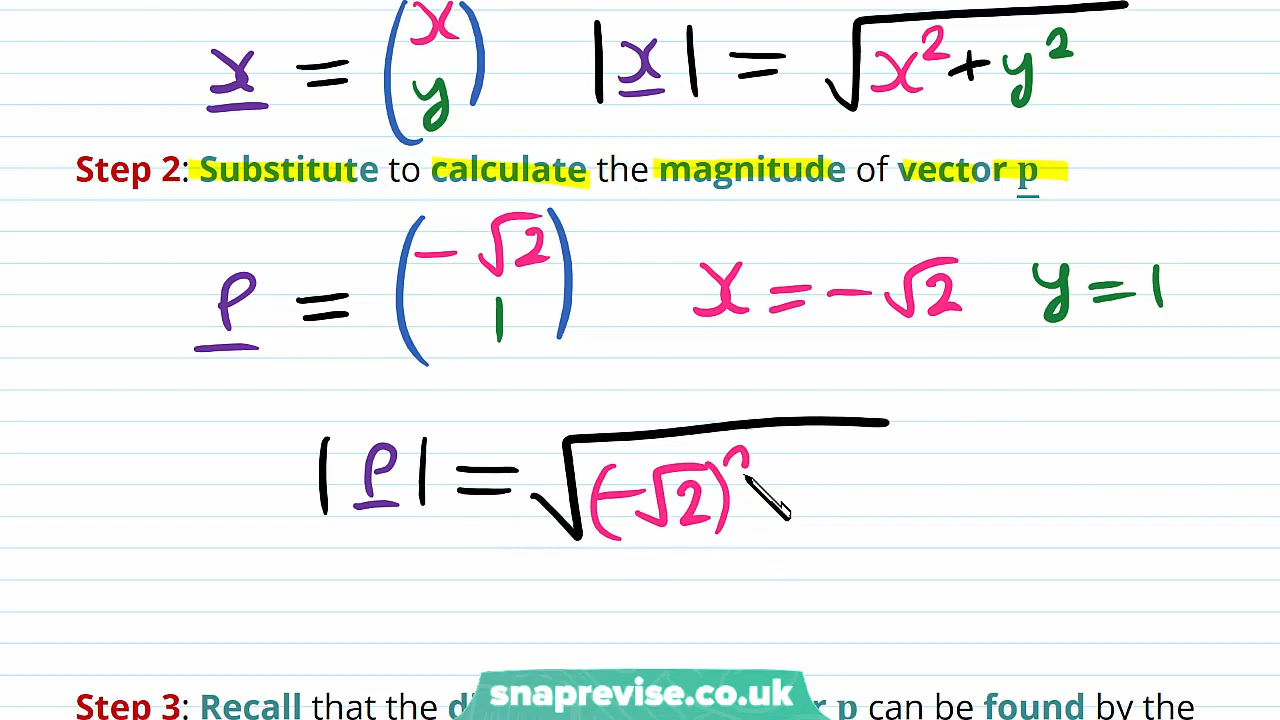 x = (x y) |x| = √x² + y²
Step 2: Substitute to calculate the magnitude of vector p
p = (-√2 1) x = -√2 y = 1
|p| = √(-√2)
Step 3: Recall that the p can be found by the
snaprevise.co.uk